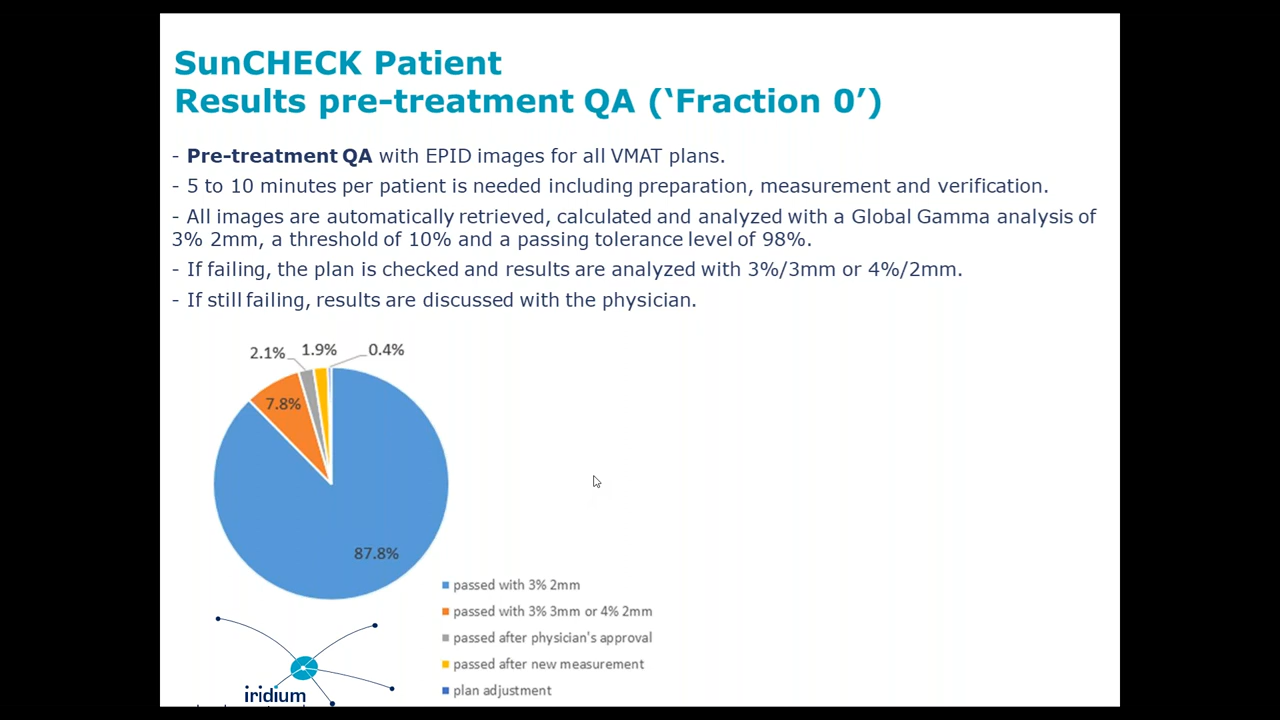 SunCHECK Patient
Results pre-treatment QA (‘Fraction 0’)
- Pre-treatment QA with EPID images for all VMAT plans.
- 5 to 10 minutes per patient is needed including preparation, measurement and verification.
- All images are automatically retrieved, calculated and analyzed with a Global Gamma analysis of
3% 2mm, a threshold of 10% and a passing tolerance level of 98%.
- If failing, the plan is checked and results are analyzed with 3%/3mm or 4%/2mm.
- If still failing, results are discussed with the physician.
2.1% 1.9% 0.4%
7.8%
87.8%
passed with 3% 2mm
passed with 3% 3mm or 4% 2mm
passed after physician's approval
passed after new measurement
plan adjustment
iridium